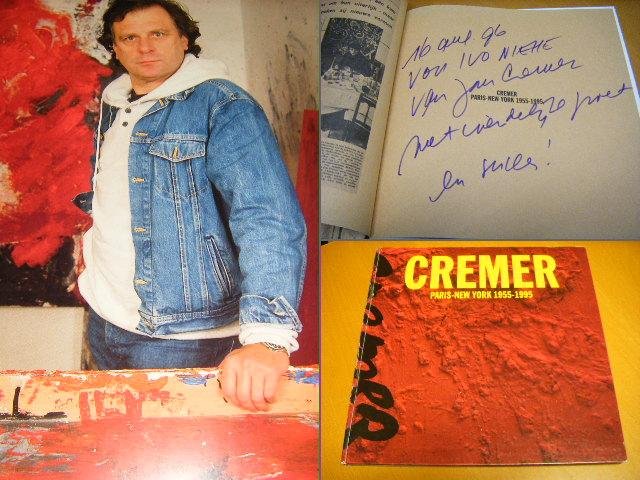 16 aug 96
VOOR IVO NIEHE
van Jan Cremer
CREMER
PARIS-NEW YORK 1955-1995
met vriendelijke groet
en succes!
CREMER
PARIS-NEW YORK 1955-1995